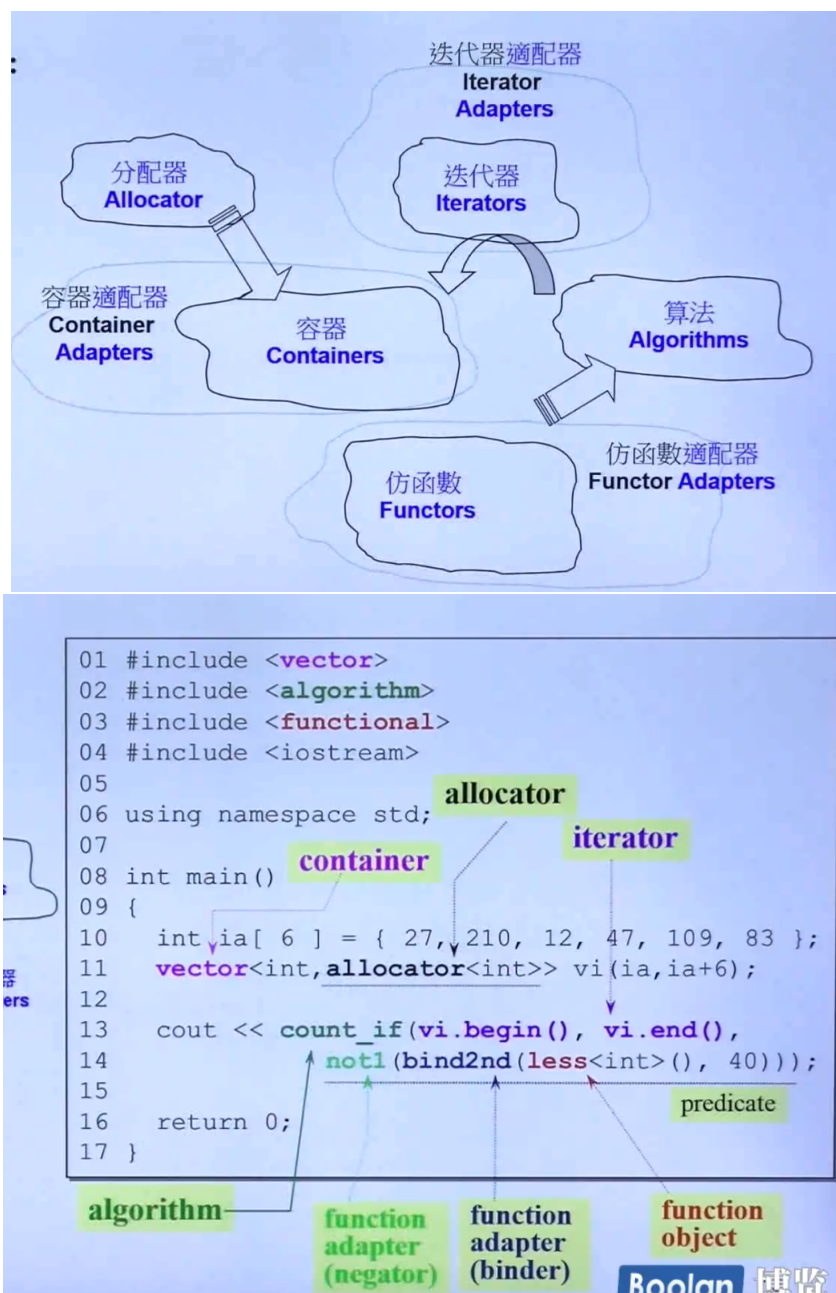 :
迭代器適配器
Iterator
Adapters
分配器
Allocator
迭代器
Iterators
容器適配器
Container
Adapters
容器
Containers
算法
Algorithms
仿函數
Functors
仿函數適配器
Functor Adapters
01 #include <vector>
02 #include <algorithm>
03 #include <functional>
04 #include <iostream>
05
allocator
06 using namespace std;
07
iterator
container
08 int main()
09 {
10 int ia[ 6 ] = { 27, 210, 12, 47, 109, 83 };
11 vector<int,allocator<int>> vi(ia,ia+6);
12
13 cout << count_if(vi.begin(), vi.end(),
14 not1(bind2nd(less<int>(), 40)));
15
predicate
16 return 0;
17 }
s
器
ers
algorithm
function
adapter
(negator)
function
adapter
(binder)
function
object
Boolan 博览